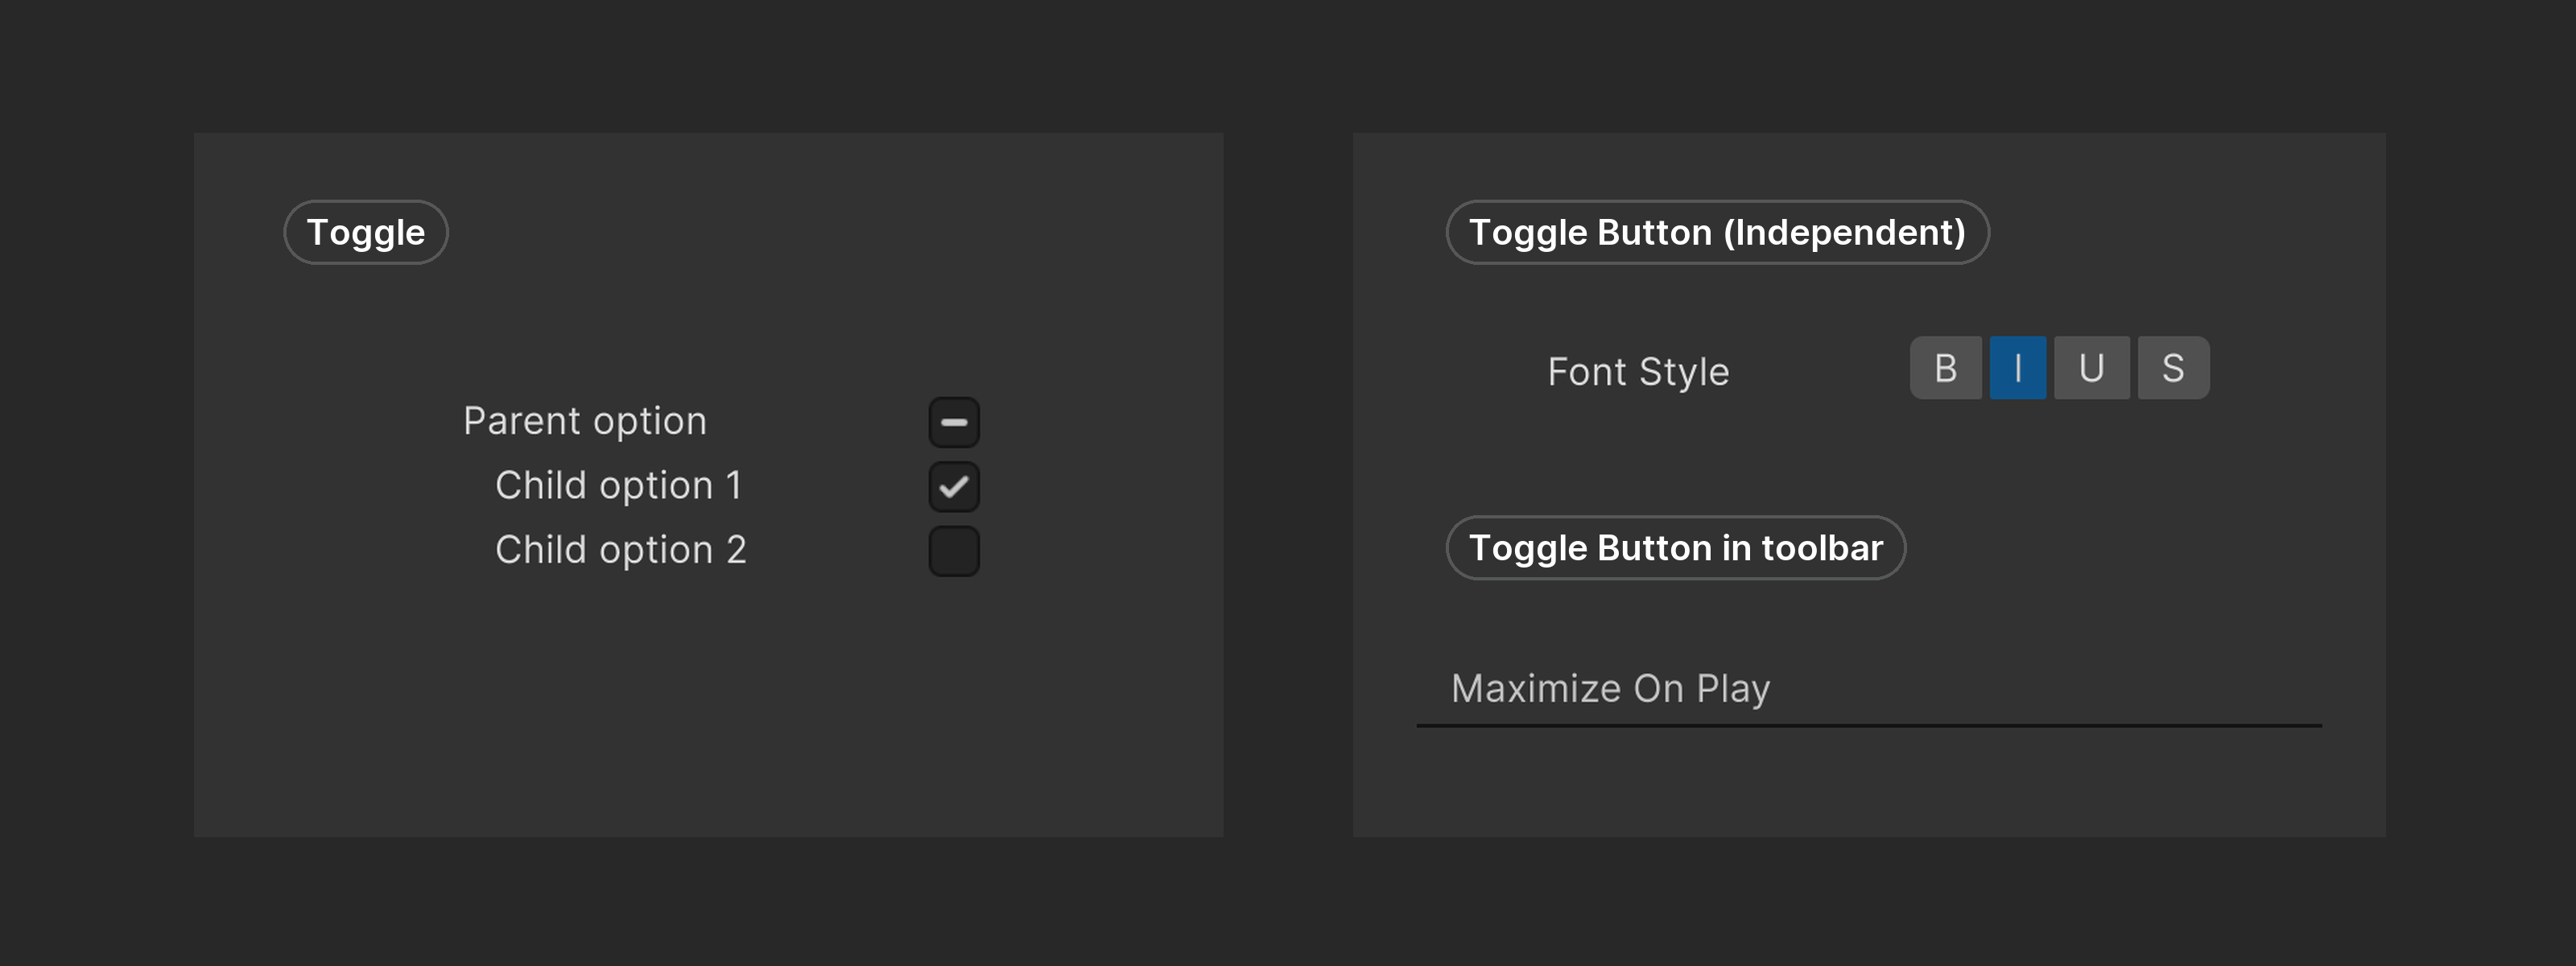 Toggle
Parent option
Child option 1
Child option 2
Toggle Button (Independent)
Font Style B I U S
Toggle Button in toolbar
Maximize On Play